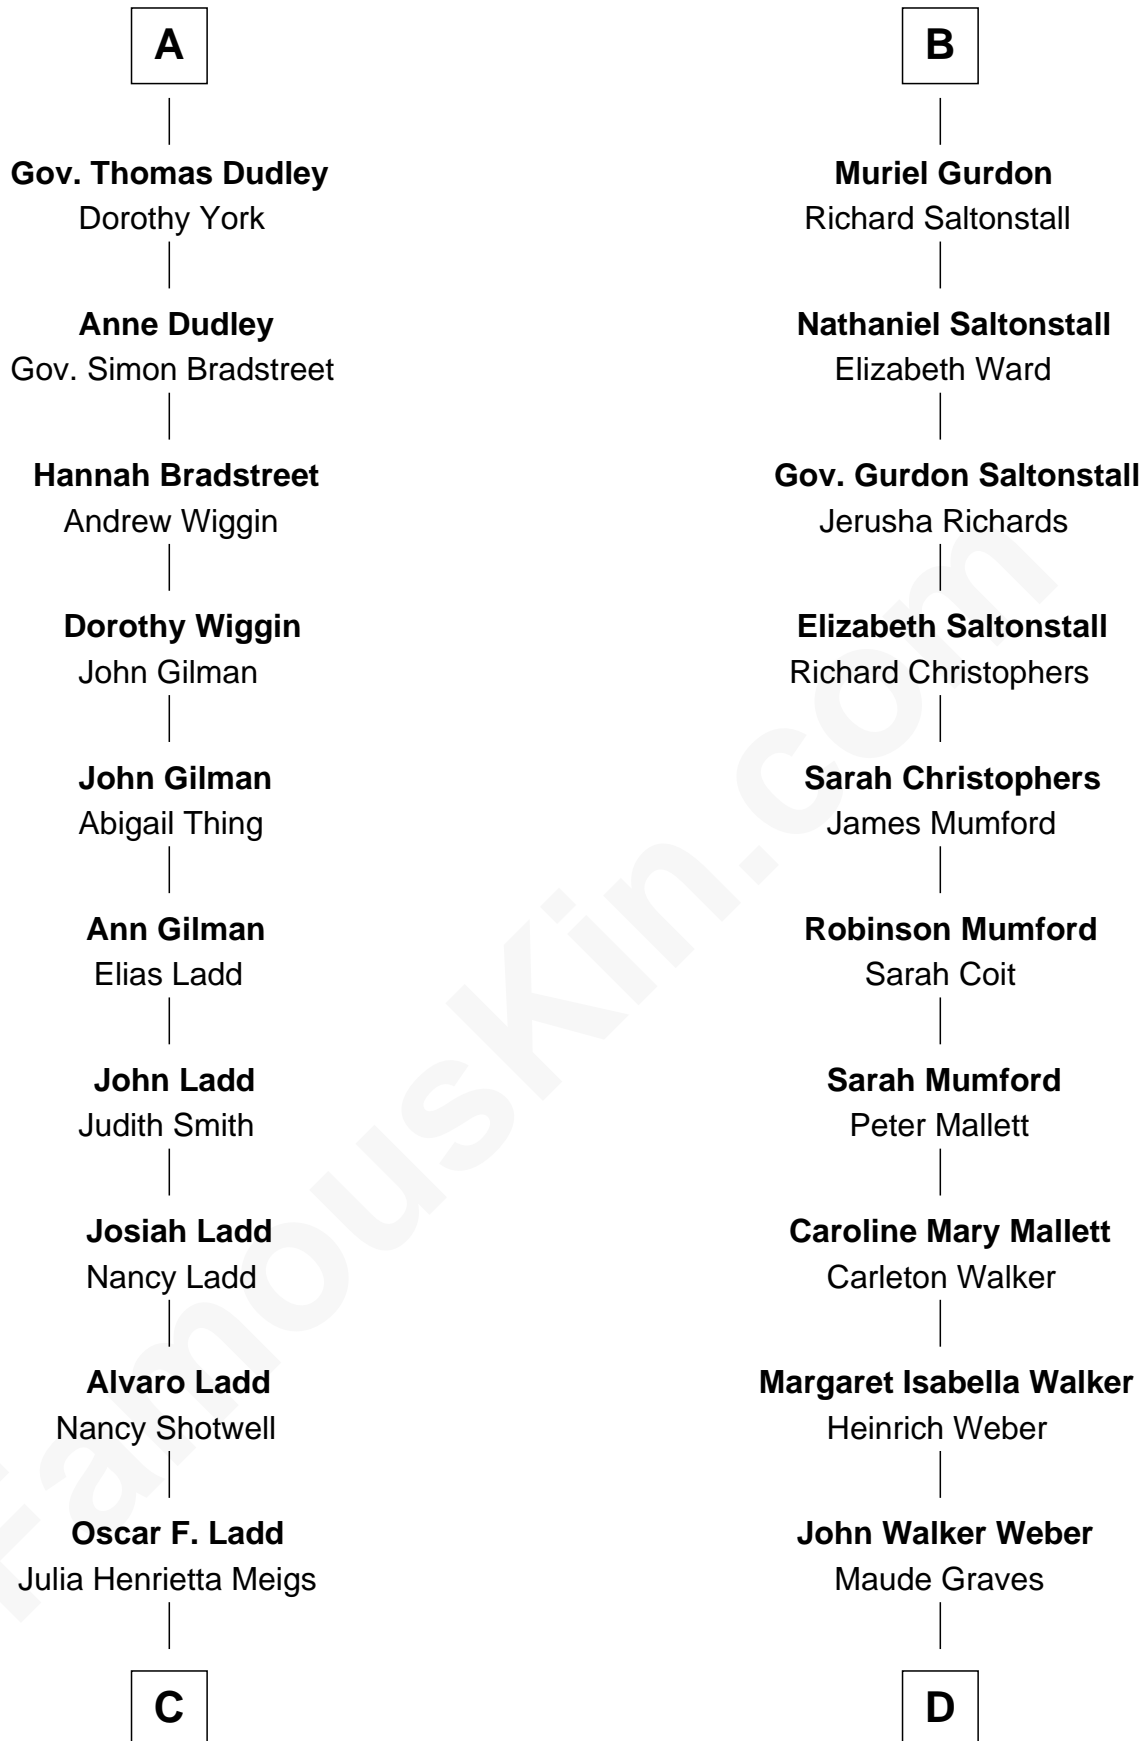 A
Gov. Thomas Dudley
Dorothy York
Anne Dudley
Gov. Simon Bradstreet
Hannah Bradstreet
Andrew Wiggin
Dorothy Wiggin
John Gilman
John Gilman
Abigail Thing
Ann Gilman
Elias Ladd
John Ladd
Judith Smith
Josiah Ladd
Nancy Ladd
Alvaro Ladd
Nancy Shotwell
Oscar F. Ladd
Julia Henrietta Meigs
C
B
Muriel Gurdon
Richard Saltonstall
Nathaniel Saltonstall
Elizabeth Ward
Gov. Gurdon Saltonstall
Jerusha Richards
Elizabeth Saltonstall
Richard Christophers
Sarah Christophers
James Mumford
Robinson Mumford
Sarah Coit
Sarah Mumford
Peter Mallett
Caroline Mary Mallett
Carleton Walker
Margaret Isabella Walker
Heinrich Weber
John Walker Weber
Maude Graves
D
FamousKin.com